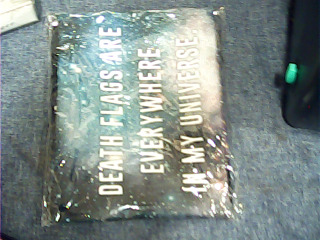 DEATH FLAGS ARE
EVERYWHERE
IN MY UNIVERSE